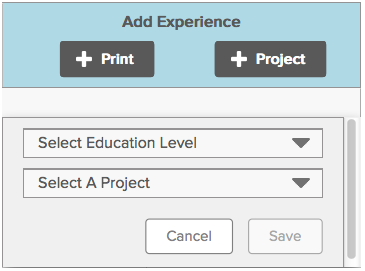 Add Experience
+ Print + Project
Select Education Level
Select A Project
Cancel Save